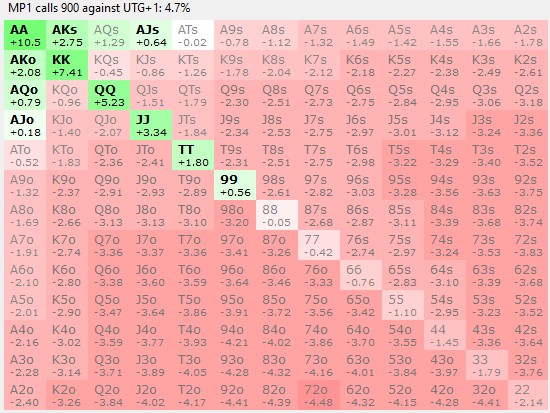 MP1 calls 900 against UTG+1: 4.7%
AA AKs AQs AJs ATs A9s A8s A7s A6s A5s A4s A3s A2s
+10.5 +2.75 +1.29 +0.64 -0.02 -0.78 -1.12 -1.32 -1.49 -1.42 -1.55 -1.66 -1.78
AKo KK KQs KJs KTs K9s K8s K7s K6s K5s K4s K3s K2s
+2.08 +7.41 -0.45 -0.86 -1.26 -1.78 -2.04 -2.12 -2.18 -2.27 -2.38 -2.49 -2.61
AQo KQo QQ QJs QTs Q9s Q8s Q7s Q6s Q5s Q4s Q3s Q2s
+0.79 -0.96 +5.23 -1.51 -1.79 -2.30 -2.51 -2.73 -2.75 -2.84 -2.95 -3.06 -3.18
AJo KJo QJo JJ JTs J9s J8s J7s J6s J5s J4s J3s J2s
+0.18 -1.40 -2.07 +3.34 -1.84 -2.34 -2.53 -2.75 -2.97 -3.01 -3.12 -3.24 -3.36
ATo KTo QTo JTo TT T9s T8s T7s T6s T5s T4s T3s T2s
-0.52 -1.83 -2.36 -2.41 +1.80 -2.31 -2.51 -2.75 -2.98 -3.22 -3.29 -3.40 -3.52
A9o K9o Q9o J9o T9o 99 98s 97s 96s 95s 94s 93s 92s
-1.32 -2.37 -2.91 -2.93 -2.89 +0.56 -2.61 -2.82 -3.03 -3.28 -3.56 -3.63 -3.75
A8o K8o Q8o J8o T8o 98o 88 87s 86s 85s 84s 83s 82s
-1.69 -2.66 -3.13 -3.13 -3.10 -3.20 -0.05 -2.68 -2.87 -3.11 -3.39 -3.68 -3.74
A7o K7o Q7o J7o T7o 97o 87o 77 76s 75s 74s 73s 72s
-1.91 -2.74 -3.36 -3.37 -3.36 -3.41 -3.26 -0.42 -2.74 -2.97 -3.24 -3.53 -3.83
A6o K6o Q6o J6o T6o 96o 86o 76o 66 65s 64s 63s 62s
-2.10 -2.80 -3.38 -3.60 -3.59 -3.64 -3.46 -3.33 -0.76 -2.83 -3.10 -3.39 -3.68
A5o K5o Q5o J5o T5o 95o 85o 75o 65o 55 54s 53s 52s
-2.01 -2.90 -3.47 -3.64 -3.86 -3.91 -3.72 -3.56 -3.42 -1.10 -2.95 -3.23 -3.52
A4o K4o Q4o J4o T4o 94o 84o 74o 64o 54o 44 43s 42s
-2.16 -3.02 -3.59 -3.77 -3.93 -4.21 -4.02 -3.86 -3.70 -3.55 -1.45 -3.36 -3.64
A3o K3o Q3o J3o T3o 93o 83o 73o 63o 53o 43o 33 32s
-2.28 -3.14 -3.71 -3.89 -4.05 -4.28 -4.32 -4.16 -4.01 -3.84 -3.97 -1.79 -3.76
A2o K2o Q2o J2o T2o 92o 82o 72o 62o 52o 42o 32o 22
-2.40 -3.26 -3.84 -4.02 -4.17 -4.41 -4.39 -4.48 -4.32 -4.15 -4.28 -4.41 -2.14